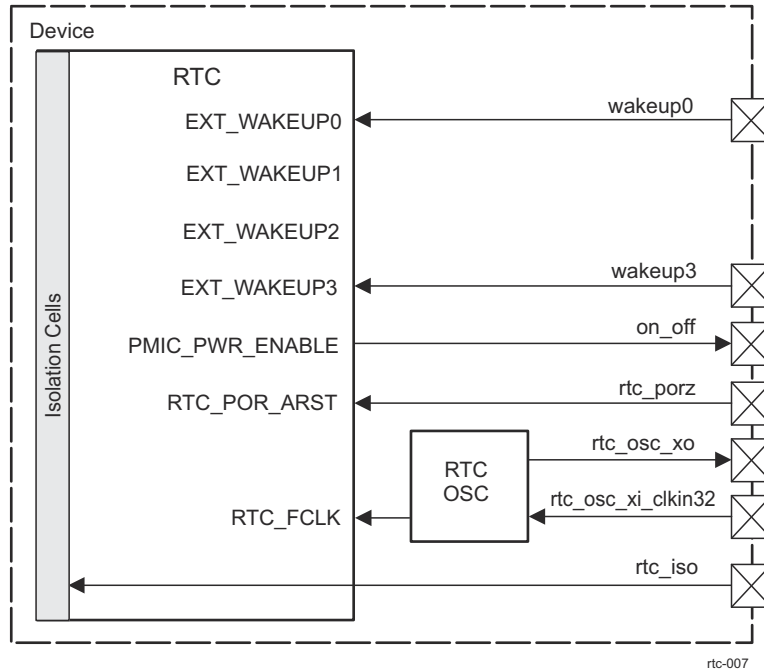 Device
RTC
EXT_WAKEUP0
wakeup0
EXT_WAKEUP1
EXT_WAKEUP2
EXT_WAKEUP3
wakeup3
PMIC_PWR_ENABLE
on_off
RTC_POR_ARST
rtc_porz
RTC
OSC
rtc_osc_xo
rtc_osc_xi_clkin32
RTC_FCLK
rtc_iso
Isolation Cells
rtc-007